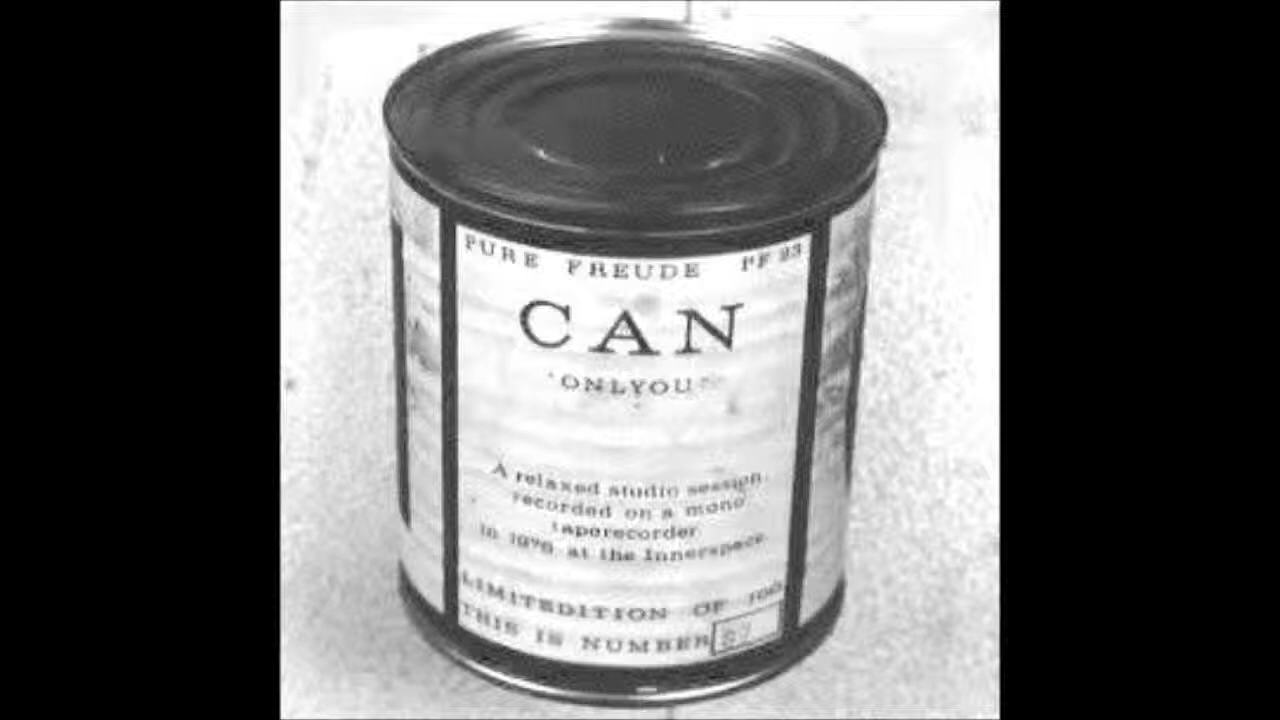 PURE FREUDE PF 23
CAN
"ONLYOU"
A relaxed studio session,
recorded on a mono
taperecorder
in 1976, at the Innerspace.
LIMITEDITION OF 100
THIS IS NUMBER 87